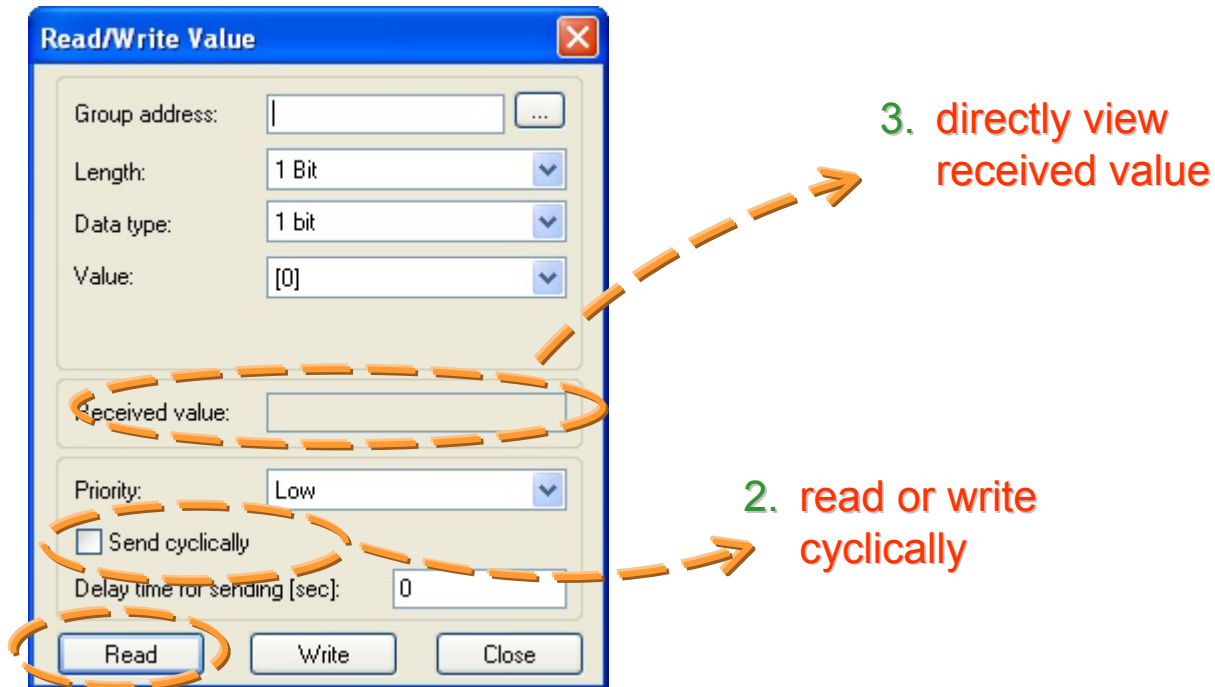 Read/Write Value
Group address:
...
Length: 1 Bit
Data type: 1 bit
Value: [0]
Received value:
Priority: Low
Send cyclically
Delay time for sending [sec]: 0
Read Write Close
3. directly view
received value
2. read or write
cyclically